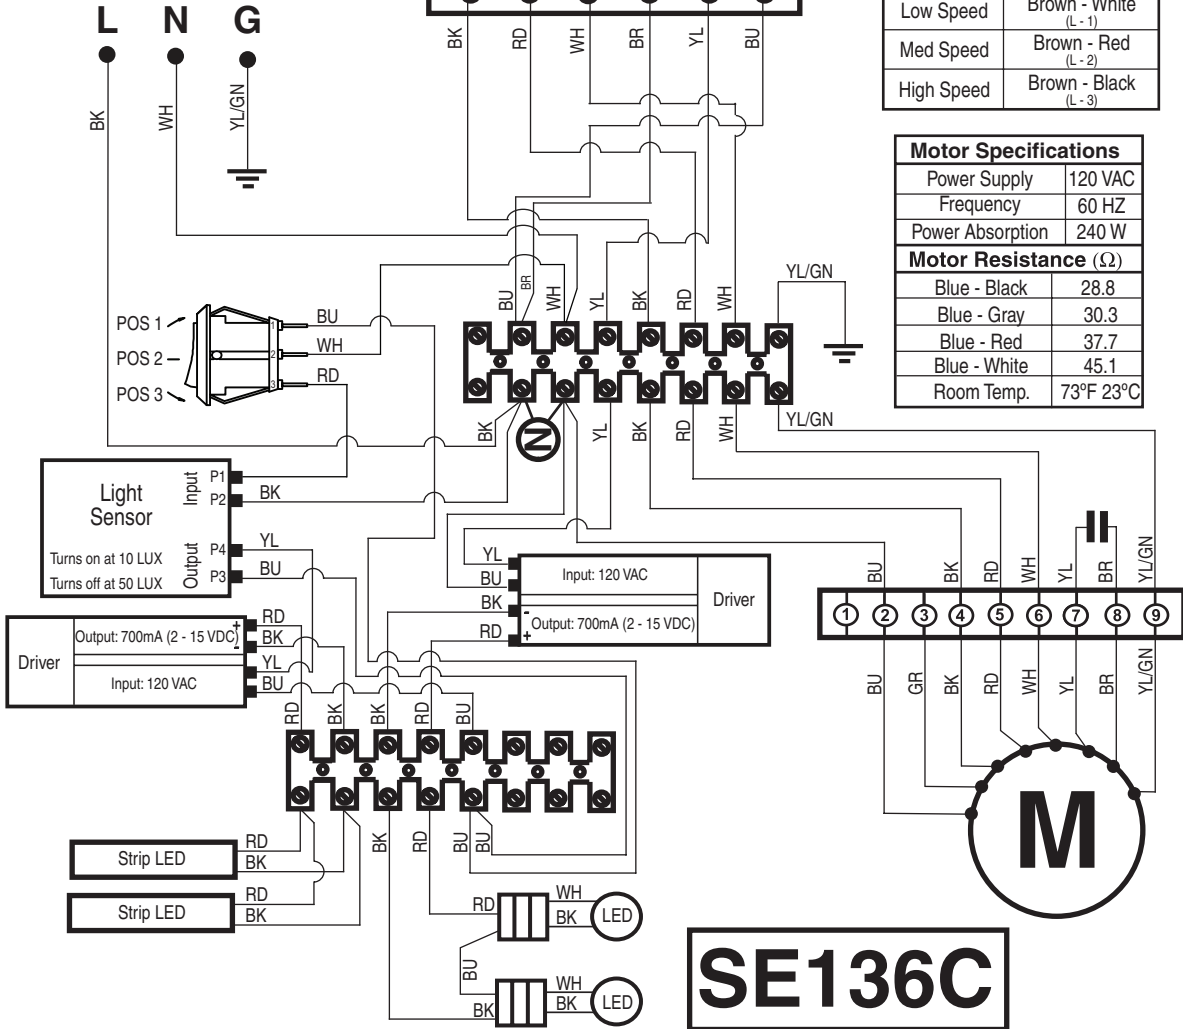 L N G
BK RD WH BR YL BU
Low Speed Brown - White
(L - 1)
Med Speed Brown - Red
(L - 2)
High Speed Brown - Black
(L - 3)
BK WH YL/GN
Motor Specifications
Power Supply 120 VAC
Frequency 60 HZ
Power Absorption 240 W
Motor Resistance (Ω)
Blue - Black 28.8
Blue - Gray 30.3
Blue - Red 37.7
Blue - White 45.1
Room Temp. 73ºF 23ºC
BU BR WH YL BK RD WH YL/GN
POS 1
POS 2
POS 3
1 BU
2 WH
3 RD
BK N YL BK RD WH YL/GN
Light
Sensor
Turns on at 10 LUX
Turns off at 50 LUX
Input
P1
P2 BK
Output
P4 YL
P3 BU
YL
BU
BK
RD
Input: 120 VAC
-
+ Output: 700mA (2 - 15 VDC)
Driver
BU BK RD WH YL BR YL/GN
1 2 3 4 5 6 7 8 9
BU GR BK RD WH YL BR YL/GN
M
Driver
Output: 700mA (2 - 15 VDC)
+
-
Input: 120 VAC
RD
BK
YL
BU
RD BK BK RD BU
BK RD BU BU
Strip LED RD
BK
Strip LED RD
BK
RD WH
BK LED
BU
BK WH
BK LED
SE136C